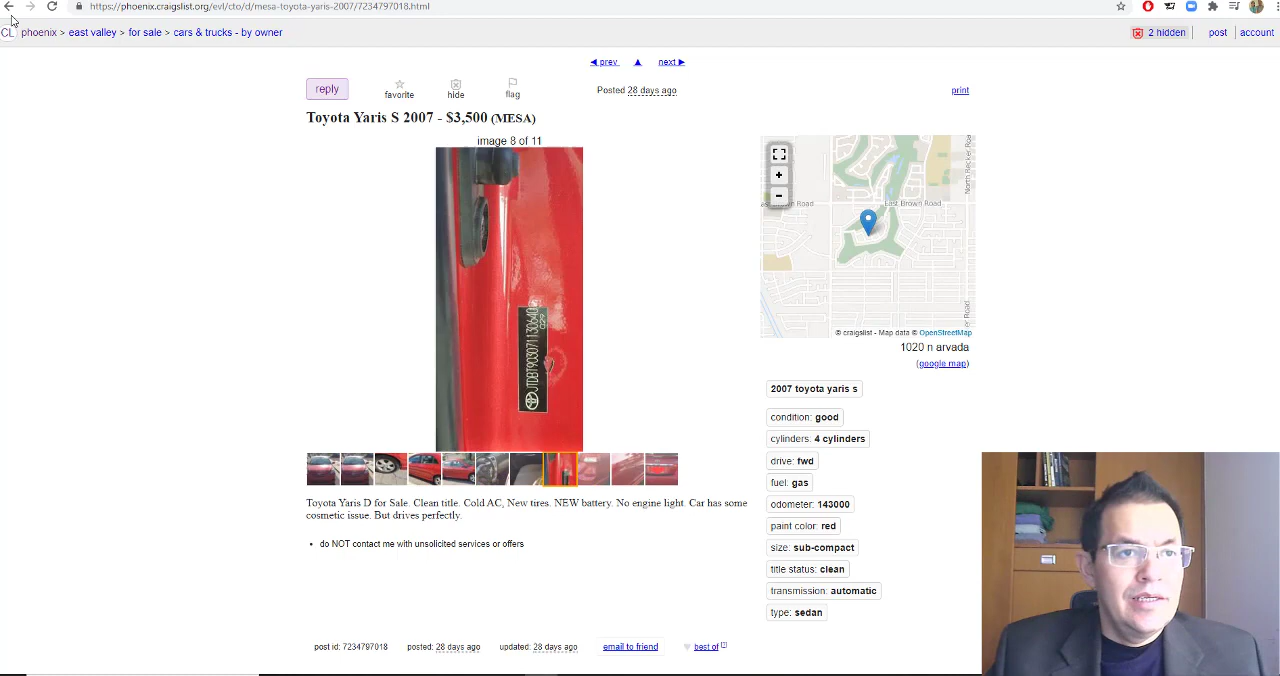 https://phoenix.craigslist.org/evl/cto/d/mesa-toyota-yaris-2007/7234797018.html
CL phoenix > east valley > for sale > cars & trucks - by owner
2 hidden
post
account
◀ prev ▲ next ▶
reply
favorite
hide
flag
Posted 28 days ago
print
Toyota Yaris S 2007 - $3,500 (MESA)
image 8 of 11
East Brown Road
© craigslist - Map data © OpenStreetMap
1020 n arvada
(google map)
2007 toyota yaris s
condition: good
cylinders: 4 cylinders
drive: fwd
fuel: gas
odometer: 143000
paint color: red
size: sub-compact
title status: clean
transmission: automatic
type: sedan
Toyota Yaris D for Sale. Clean title. Cold AC, New tires. NEW battery. No engine light. Car has some
cosmetic issue. But drives perfectly.
• do NOT contact me with unsolicited services or offers
post id: 7234797018
posted: 28 days ago
updated: 28 days ago
email to friend
best of [?]